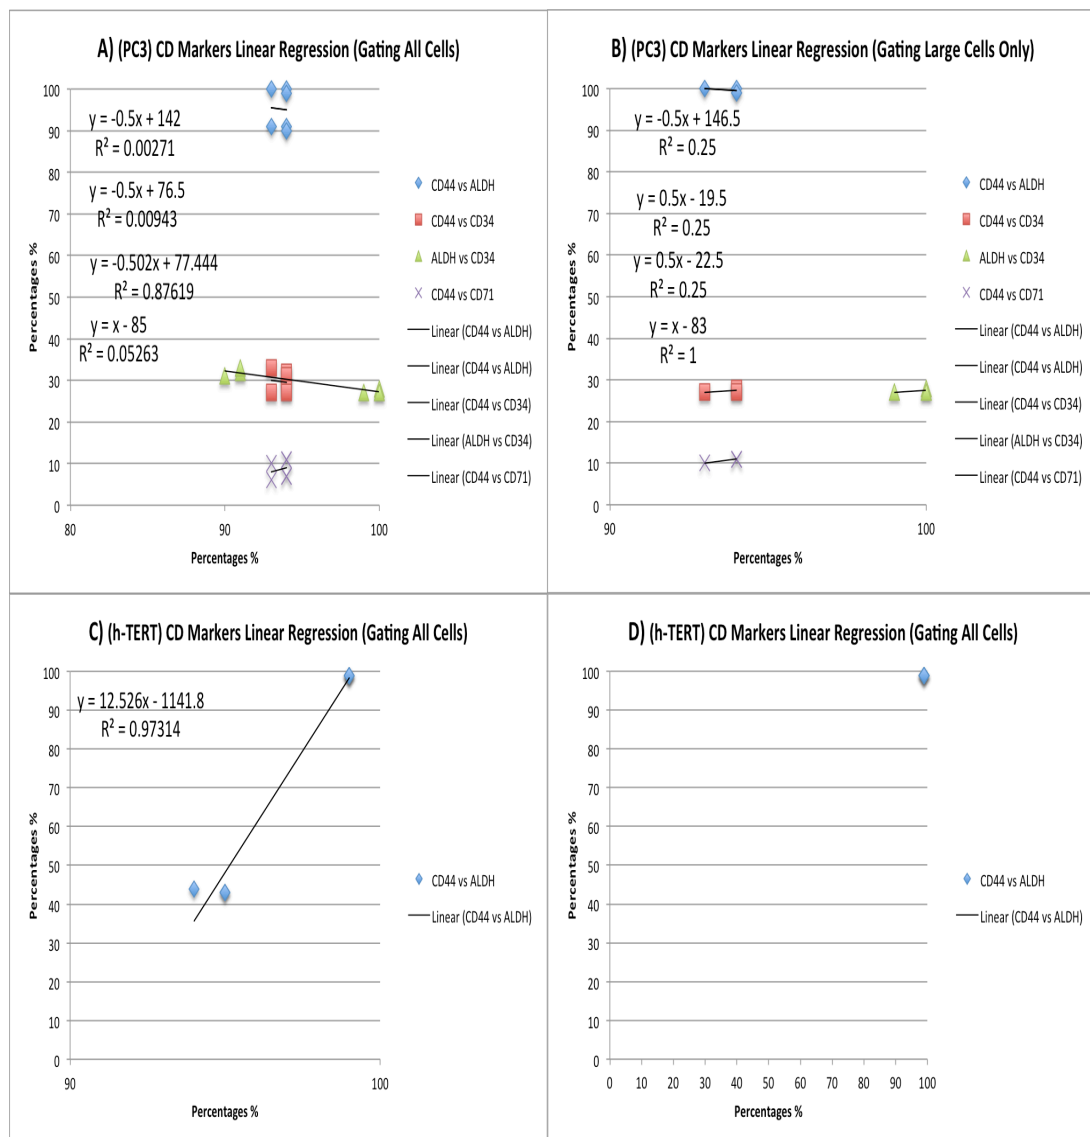 A) (PC3) CD Markers Linear Regression (Gating All Cells)
Percentages %
100
90
80
70
60
50
40
30
20
10
0
y = -0.5x + 142
R² = 0.00271
y = -0.5x + 76.5
R² = 0.00943
y = -0.502x + 77.444
R² = 0.87619
y = x - 85
R² = 0.05263
80
90
100
Percentages %
CD44 vs ALDH
CD44 vs CD34
ALDH vs CD34
CD44 vs CD71
Linear (CD44 vs ALDH)
Linear (CD44 vs ALDH)
Linear (CD44 vs CD34)
Linear (ALDH vs CD34)
Linear (CD44 vs CD71)
B) (PC3) CD Markers Linear Regression (Gating Large Cells Only)
Percentages %
100
90
80
70
60
50
40
30
20
10
0
y = -0.5x + 146.5
R² = 0.25
y = 0.5x - 19.5
R² = 0.25
y = 0.5x - 22.5
R² = 0.25
y = x - 83
R² = 1
90
100
Percentages %
CD44 vs ALDH
CD44 vs CD34
ALDH vs CD34
CD44 vs CD71
Linear (CD44 vs ALDH)
Linear (CD44 vs ALDH)
Linear (CD44 vs CD34)
Linear (ALDH vs CD34)
Linear (CD44 vs CD71)
C) (h-TERT) CD Markers Linear Regression (Gating All Cells)
Percentages %
100
90
80
70
60
50
40
30
20
10
0
y = 12.526x - 1141.8
R² = 0.97314
90
100
Percentages %
CD44 vs ALDH
Linear (CD44 vs ALDH)
D) (h-TERT) CD Markers Linear Regression (Gating All Cells)
Percentages %
100
90
80
70
60
50
40
30
20
10
0
0 10 20 30 40 50 60 70 80 90 100
Percentages %
CD44 vs ALDH
Linear (CD44 vs ALDH)